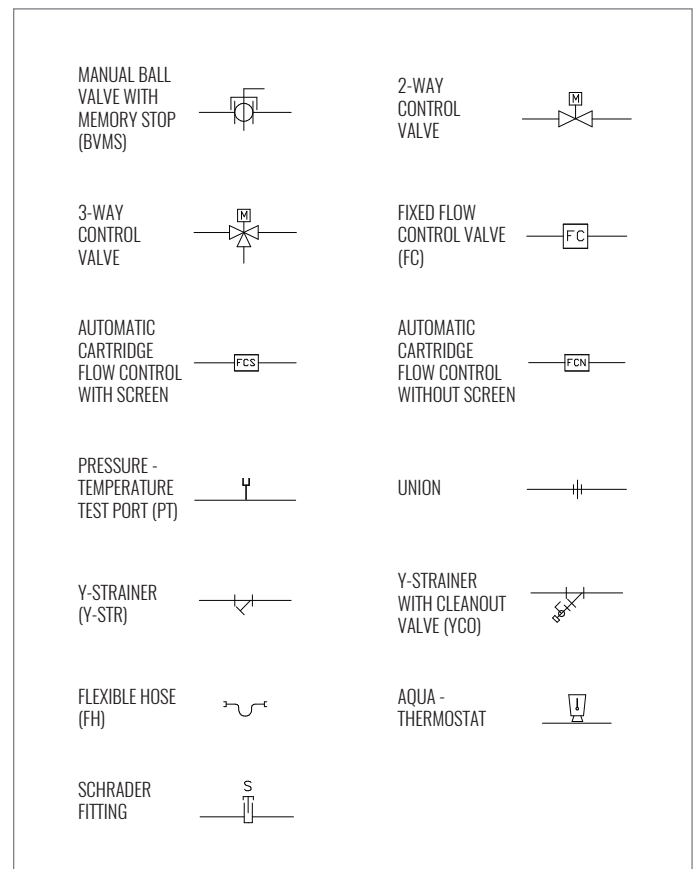 MANUAL BALL
VALVE WITH
MEMORY STOP
(BVMS)
2-WAY
CONTROL
VALVE
M
3-WAY
CONTROL
VALVE
M
FIXED FLOW
CONTROL VALVE
(FC)
FC
AUTOMATIC
CARTRIDGE
FLOW CONTROL
WITH SCREEN
FCS
AUTOMATIC
CARTRIDGE
FLOW CONTROL
WITHOUT SCREEN
FCN
PRESSURE -
TEMPERATURE
TEST PORT (PT)
UNION
Y-STRAINER
(Y-STR)
Y-STRAINER
WITH CLEANOUT
VALVE (YCO)
FLEXIBLE HOSE
(FH)
AQUA -
THERMOSTAT
SCHRADER
FITTING
S